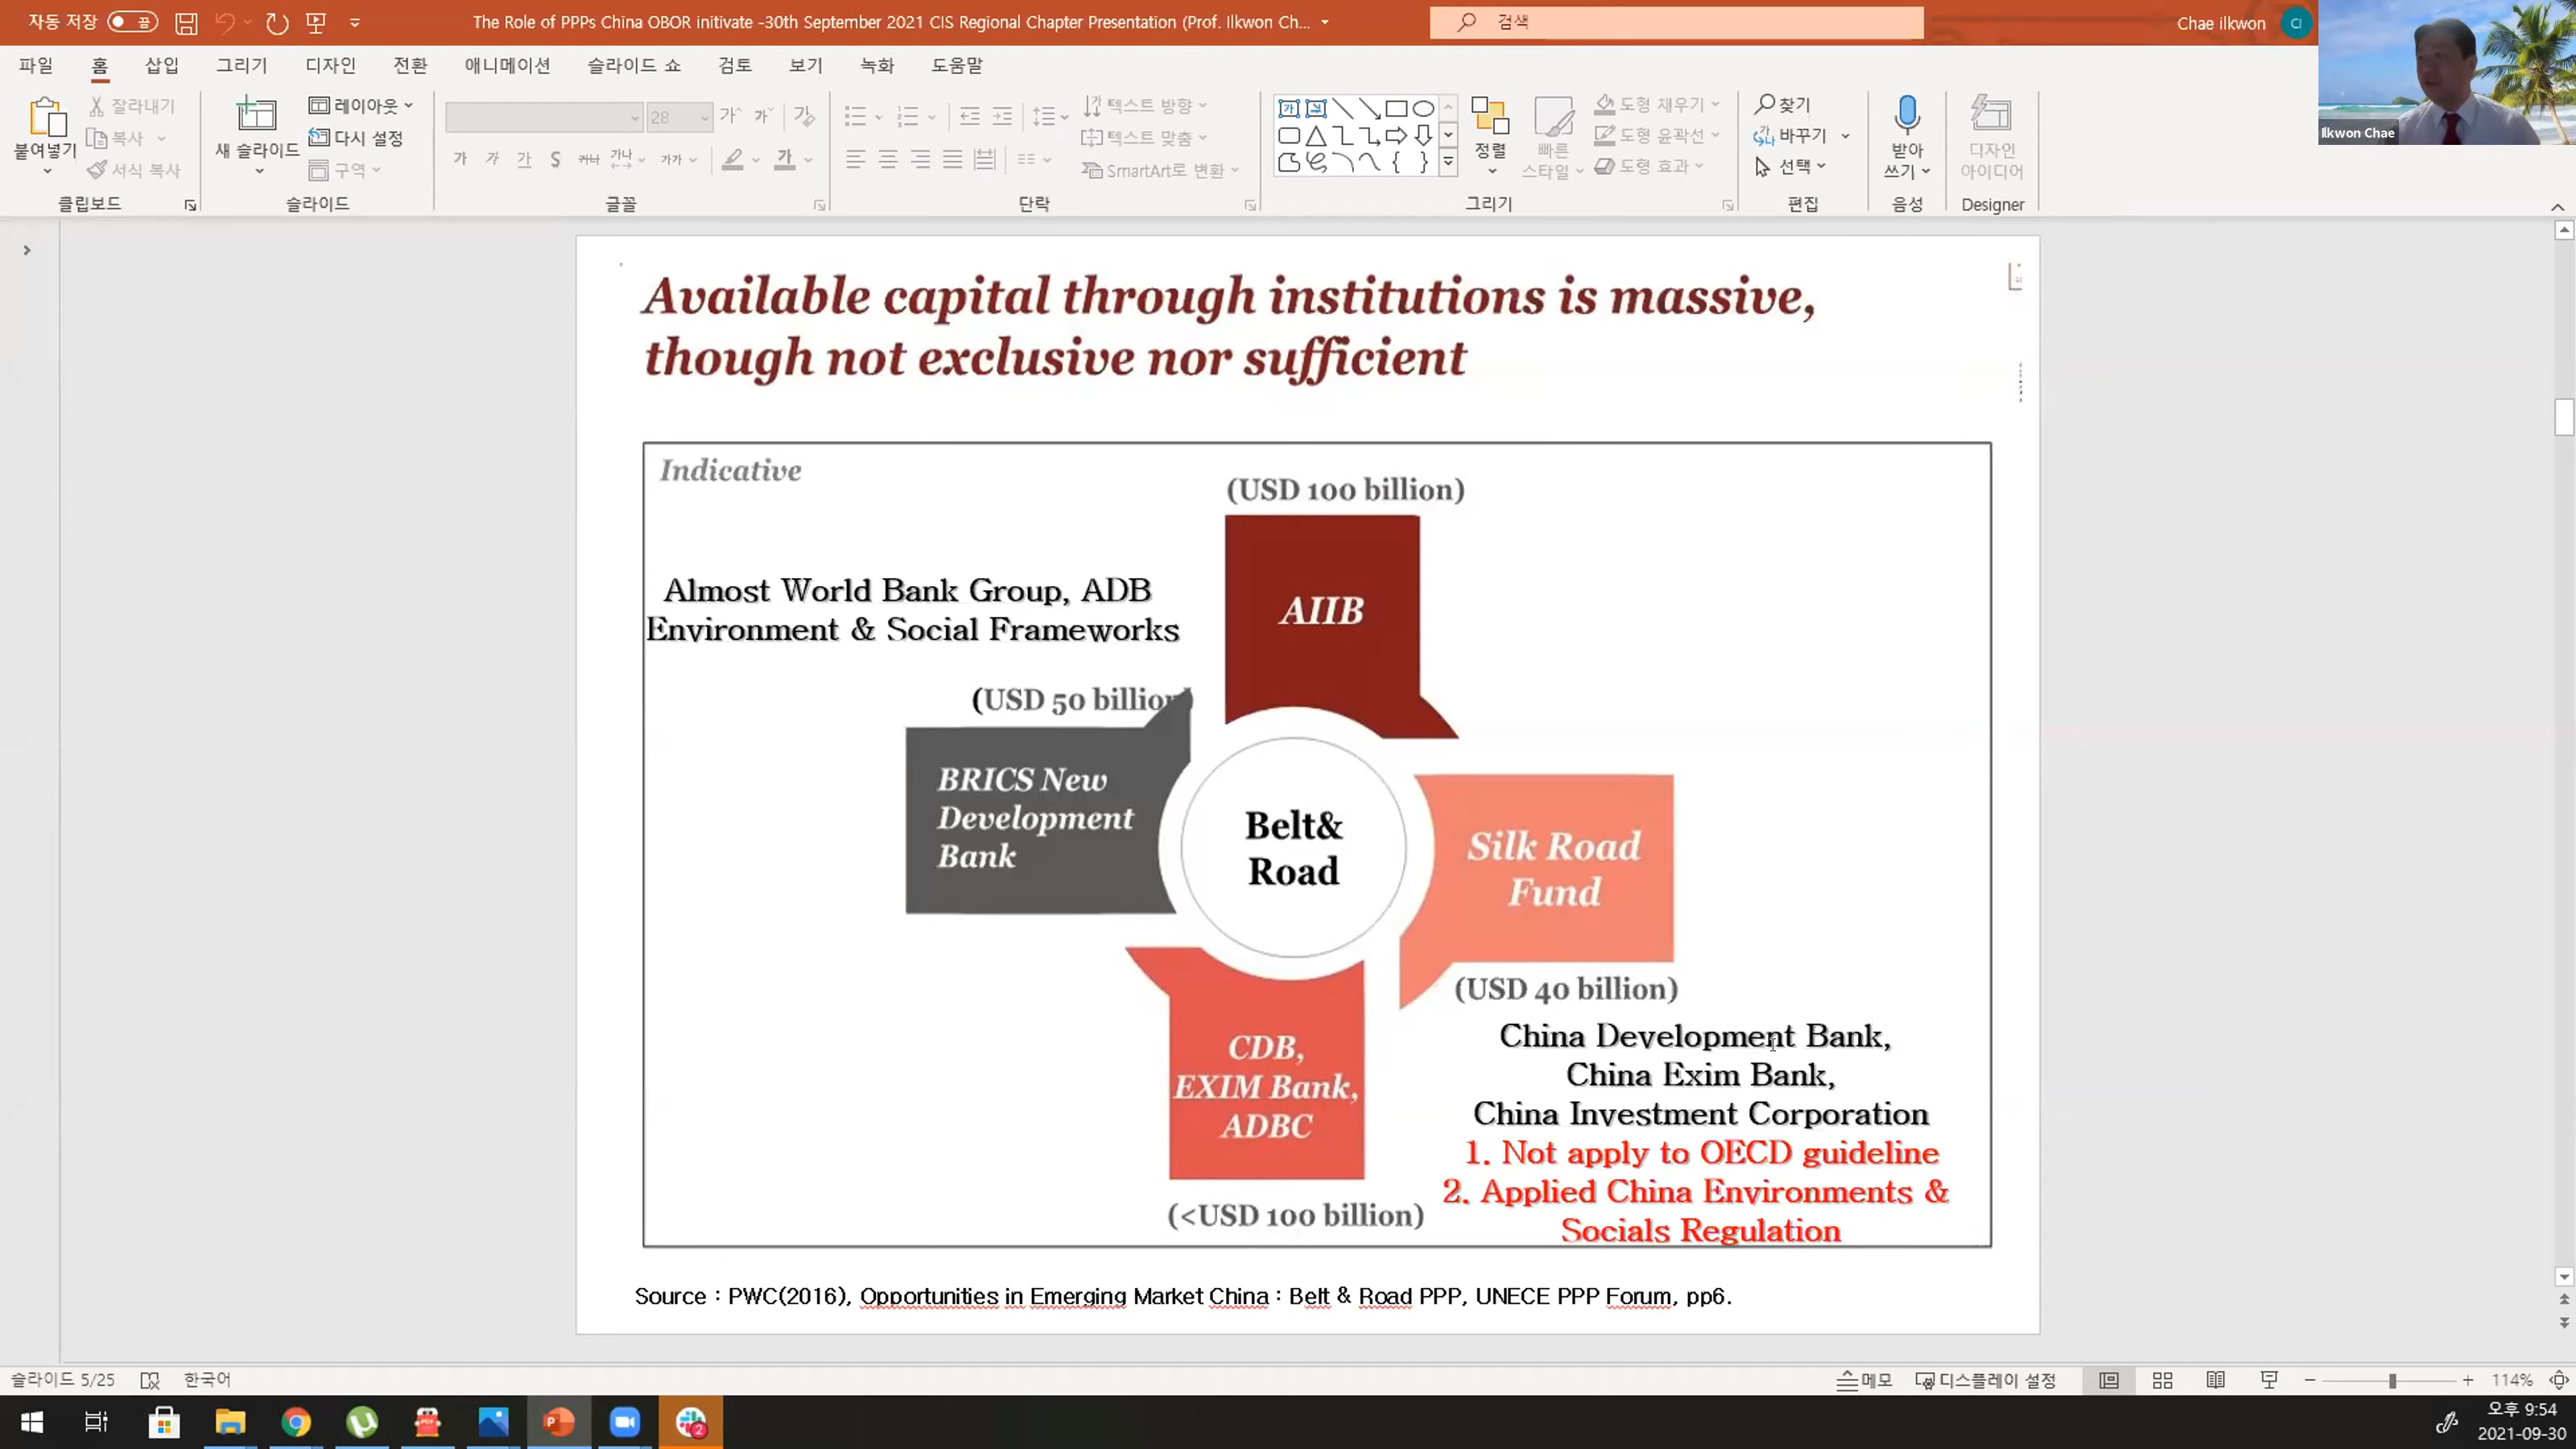 자동 저장
끔
The Role of PPPs China OBOR initivate -30th September 2021 CIS Regional Chapter Presentation (Prof. Ilkwon Ch...
검색
Chae ilkwon
CI
파일 홈 삽입 그리기 디자인 전환 애니메이션 슬라이드 쇼 검토 보기 녹화 도움말
붙여넣기
잘라내기
복사
서식 복사
클립보드
새 슬라이드
레이아웃
다시 설정
구역
슬라이드
28
가 가 가 S 가나 가가 가
글꼴
텍스트 방향
텍스트 맞춤
SmartArt로 변환
단락
정렬
빠른
스타일
도형 채우기
도형 윤곽선
도형 효과
그리기
찾기
바꾸기
선택
편집
받아
쓰기
음성
디자인
아이디어
Designer
Ilkwon Chae
Available capital through institutions is massive,
though not exclusive nor sufficient
Indicative
(USD 100 billion)
AIIB
Almost World Bank Group, ADB
Environment & Social Frameworks
(USD 50 billion)
BRICS New
Development
Bank
Belt&
Road
Silk Road
Fund
(USD 40 billion)
CDB,
EXIM Bank,
ADBC
(<USD 100 billion)
China Development Bank,
China Exim Bank,
China Investment Corporation
1. Not apply to OECD guideline
2. Applied China Environments &
Socials Regulation
Source : PWC(2016), Opportunities in Emerging Market China : Belt & Road PPP, UNECE PPP Forum, pp6.
슬라이드 5/25
한국어
메모
디스플레이 설정
114%
오후 9:54
2021-09-30